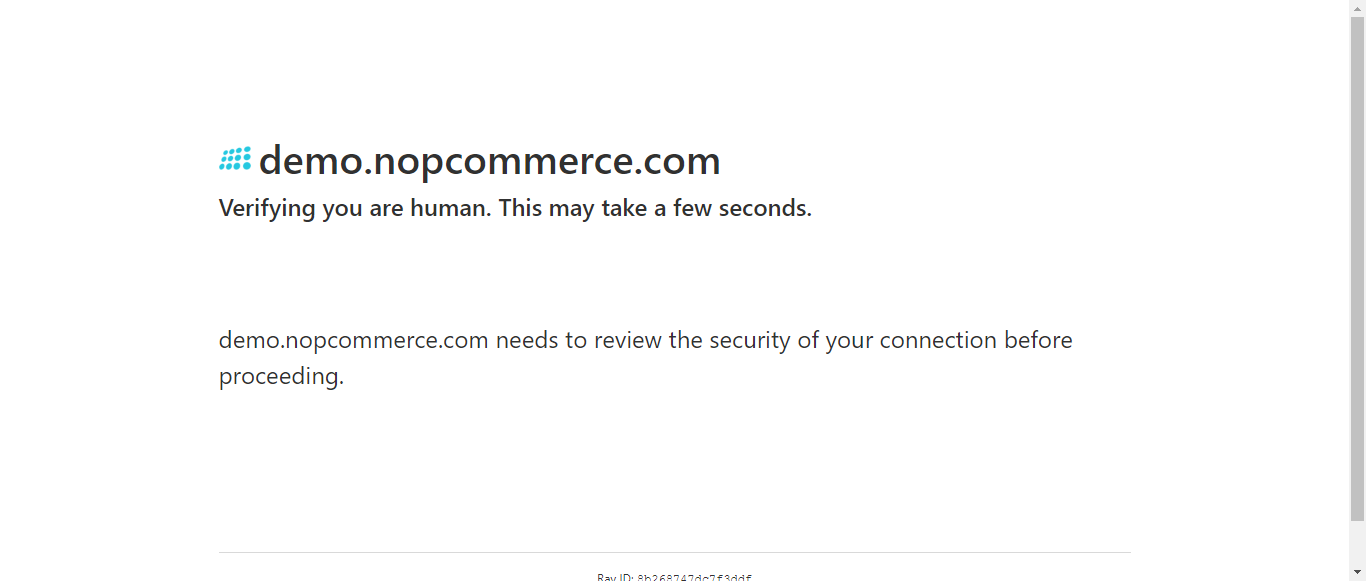 demo.nopcommerce.com
Verifying you are human. This may take a few seconds.
demo.nopcommerce.com needs to review the security of your connection before
proceeding.
Ray ID: 8b268747dc7f3ddf